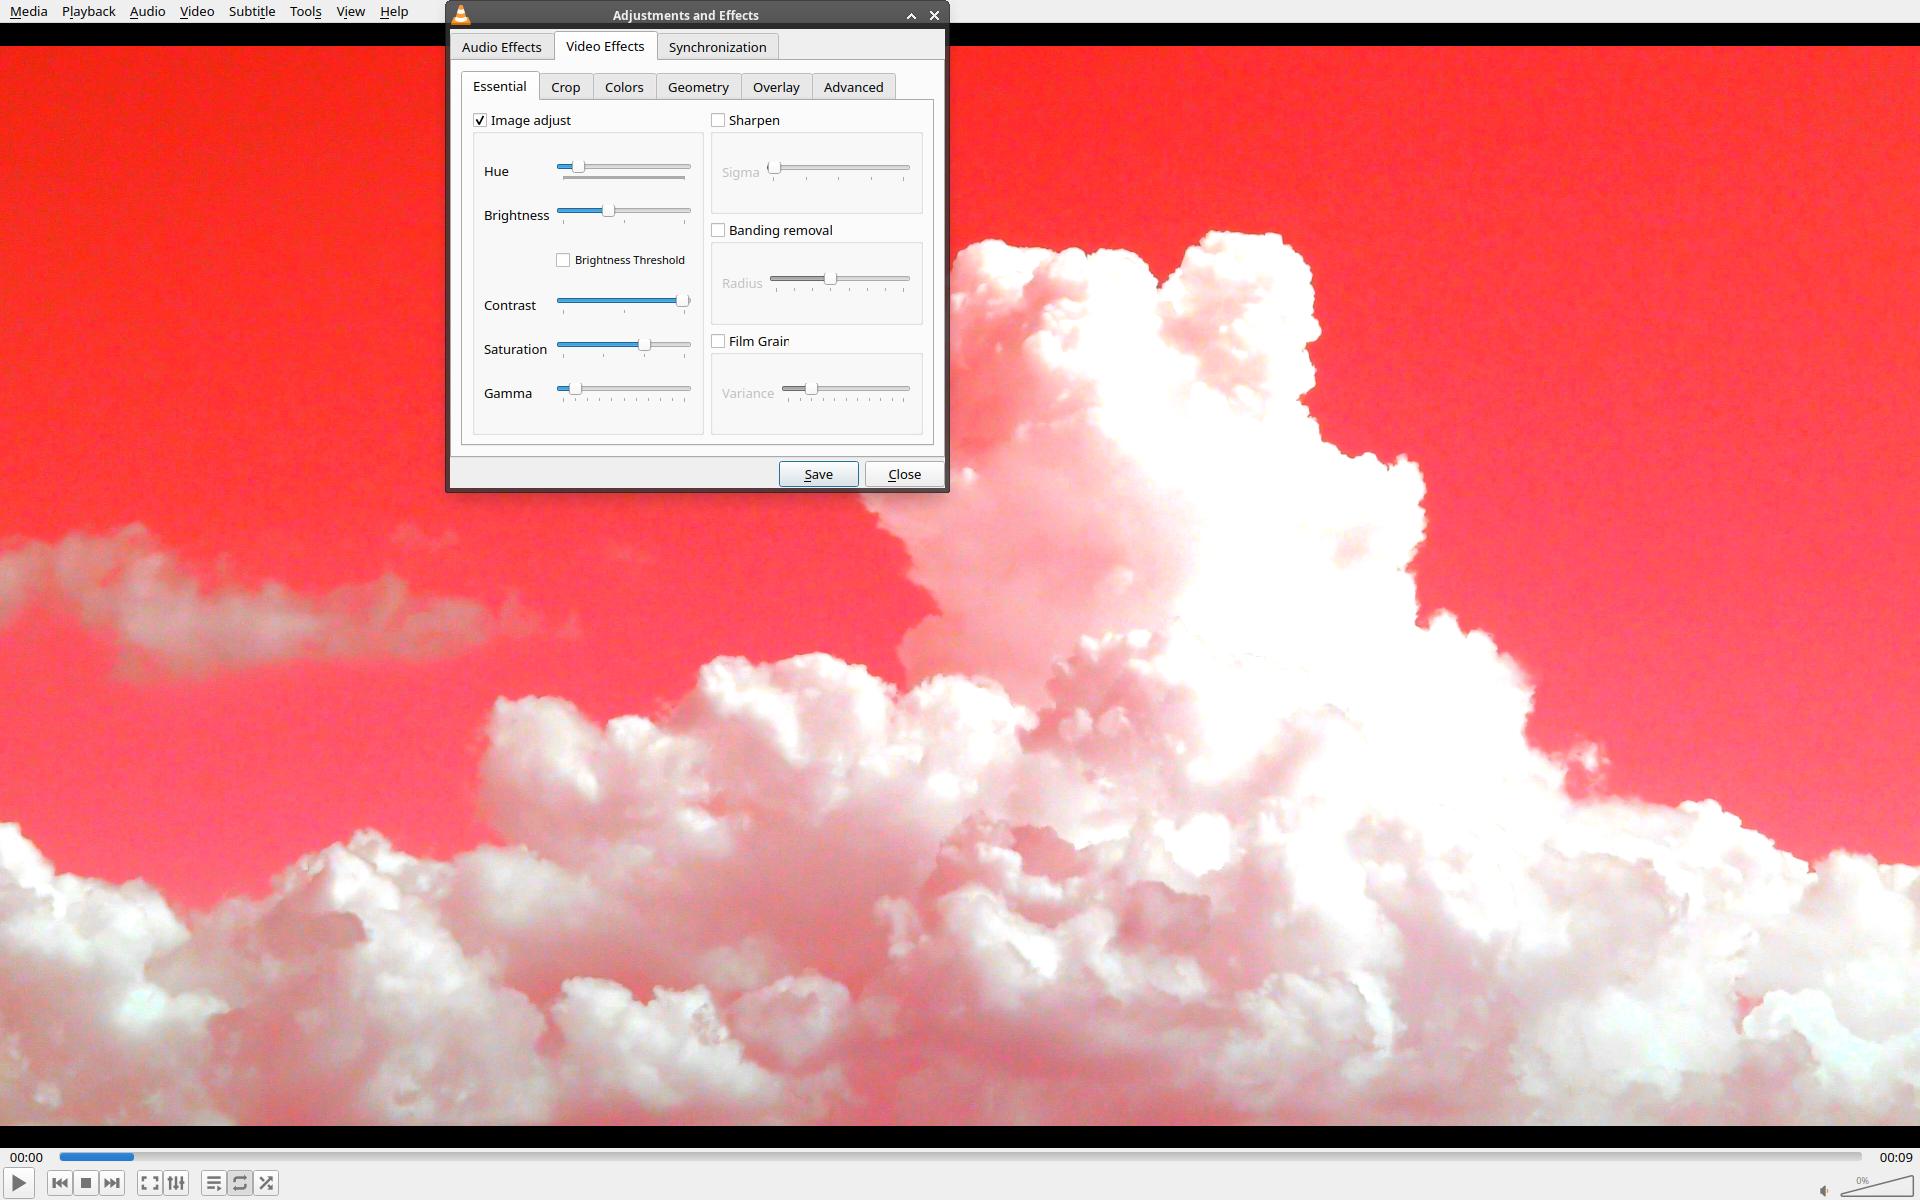 Media Playback Audio Video Subtitle Tools View Help
Adjustments and Effects
Audio Effects Video Effects Synchronization
Essential Crop Colors Geometry Overlay Advanced
Image adjust
Hue
Brightness
Brightness Threshold
Contrast
Saturation
Gamma
Sharpen
Sigma
Banding removal
Radius
Film Grain
Variance
Save Close
00:00 00:09
0%